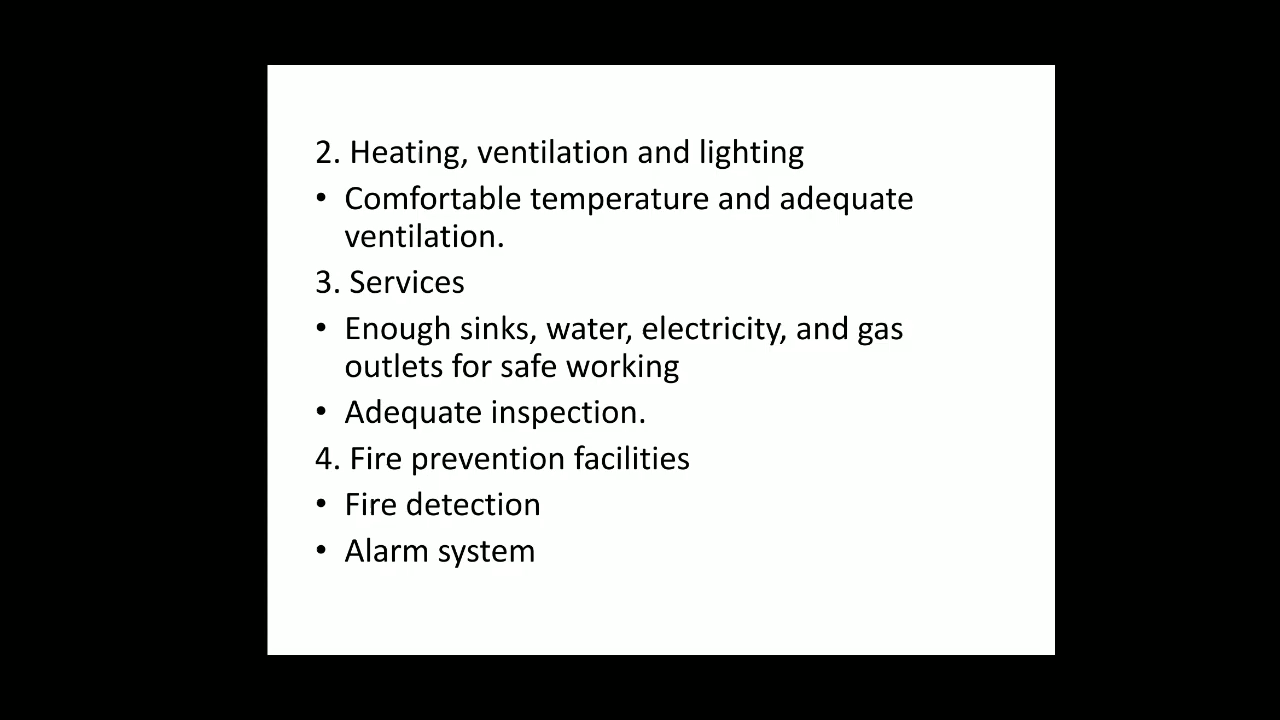 2. Heating, ventilation and lighting
• Comfortable temperature and adequate
ventilation.
3. Services
• Enough sinks, water, electricity, and gas
outlets for safe working
• Adequate inspection.
4. Fire prevention facilities
• Fire detection
• Alarm system